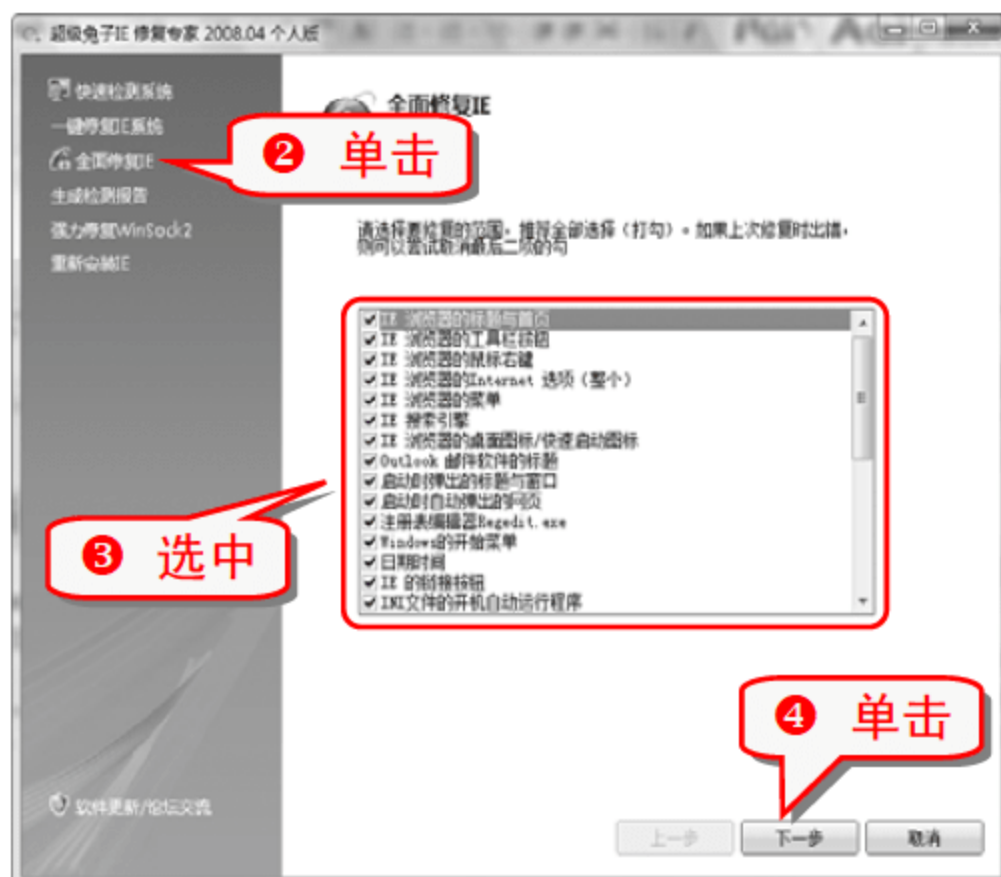 超级兔子IE 修复专家 2008.04 个人版
快速检测系统
一键修复IE系统
全面修复IE
生成检测报告
强力修复WinSock2
重新安装IE
软件更新/论坛交流
全面修复IE
❷ 单击
请选择要修复的范围，推荐全部选择（打勾）。如果上次修复时出错，
则可以尝试取消最后二项的勾
IE 浏览器的标题与首页
IE 浏览器的工具栏按钮
IE 浏览器的鼠标右键
IE 浏览器的Internet 选项（整个）
IE 浏览器的菜单
IE 搜索引擎
IE 浏览器的桌面图标/快速启动图标
Outlook 邮件软件的标题
启动时弹出的标题与窗口
启动时自动弹出的网页
注册表编辑器Regedit.exe
Windows的开始菜单
日期时间
IE 的链接按钮
INI文件的开机自动运行程序
❸ 选中
❹ 单击
上一步
下一步
取消